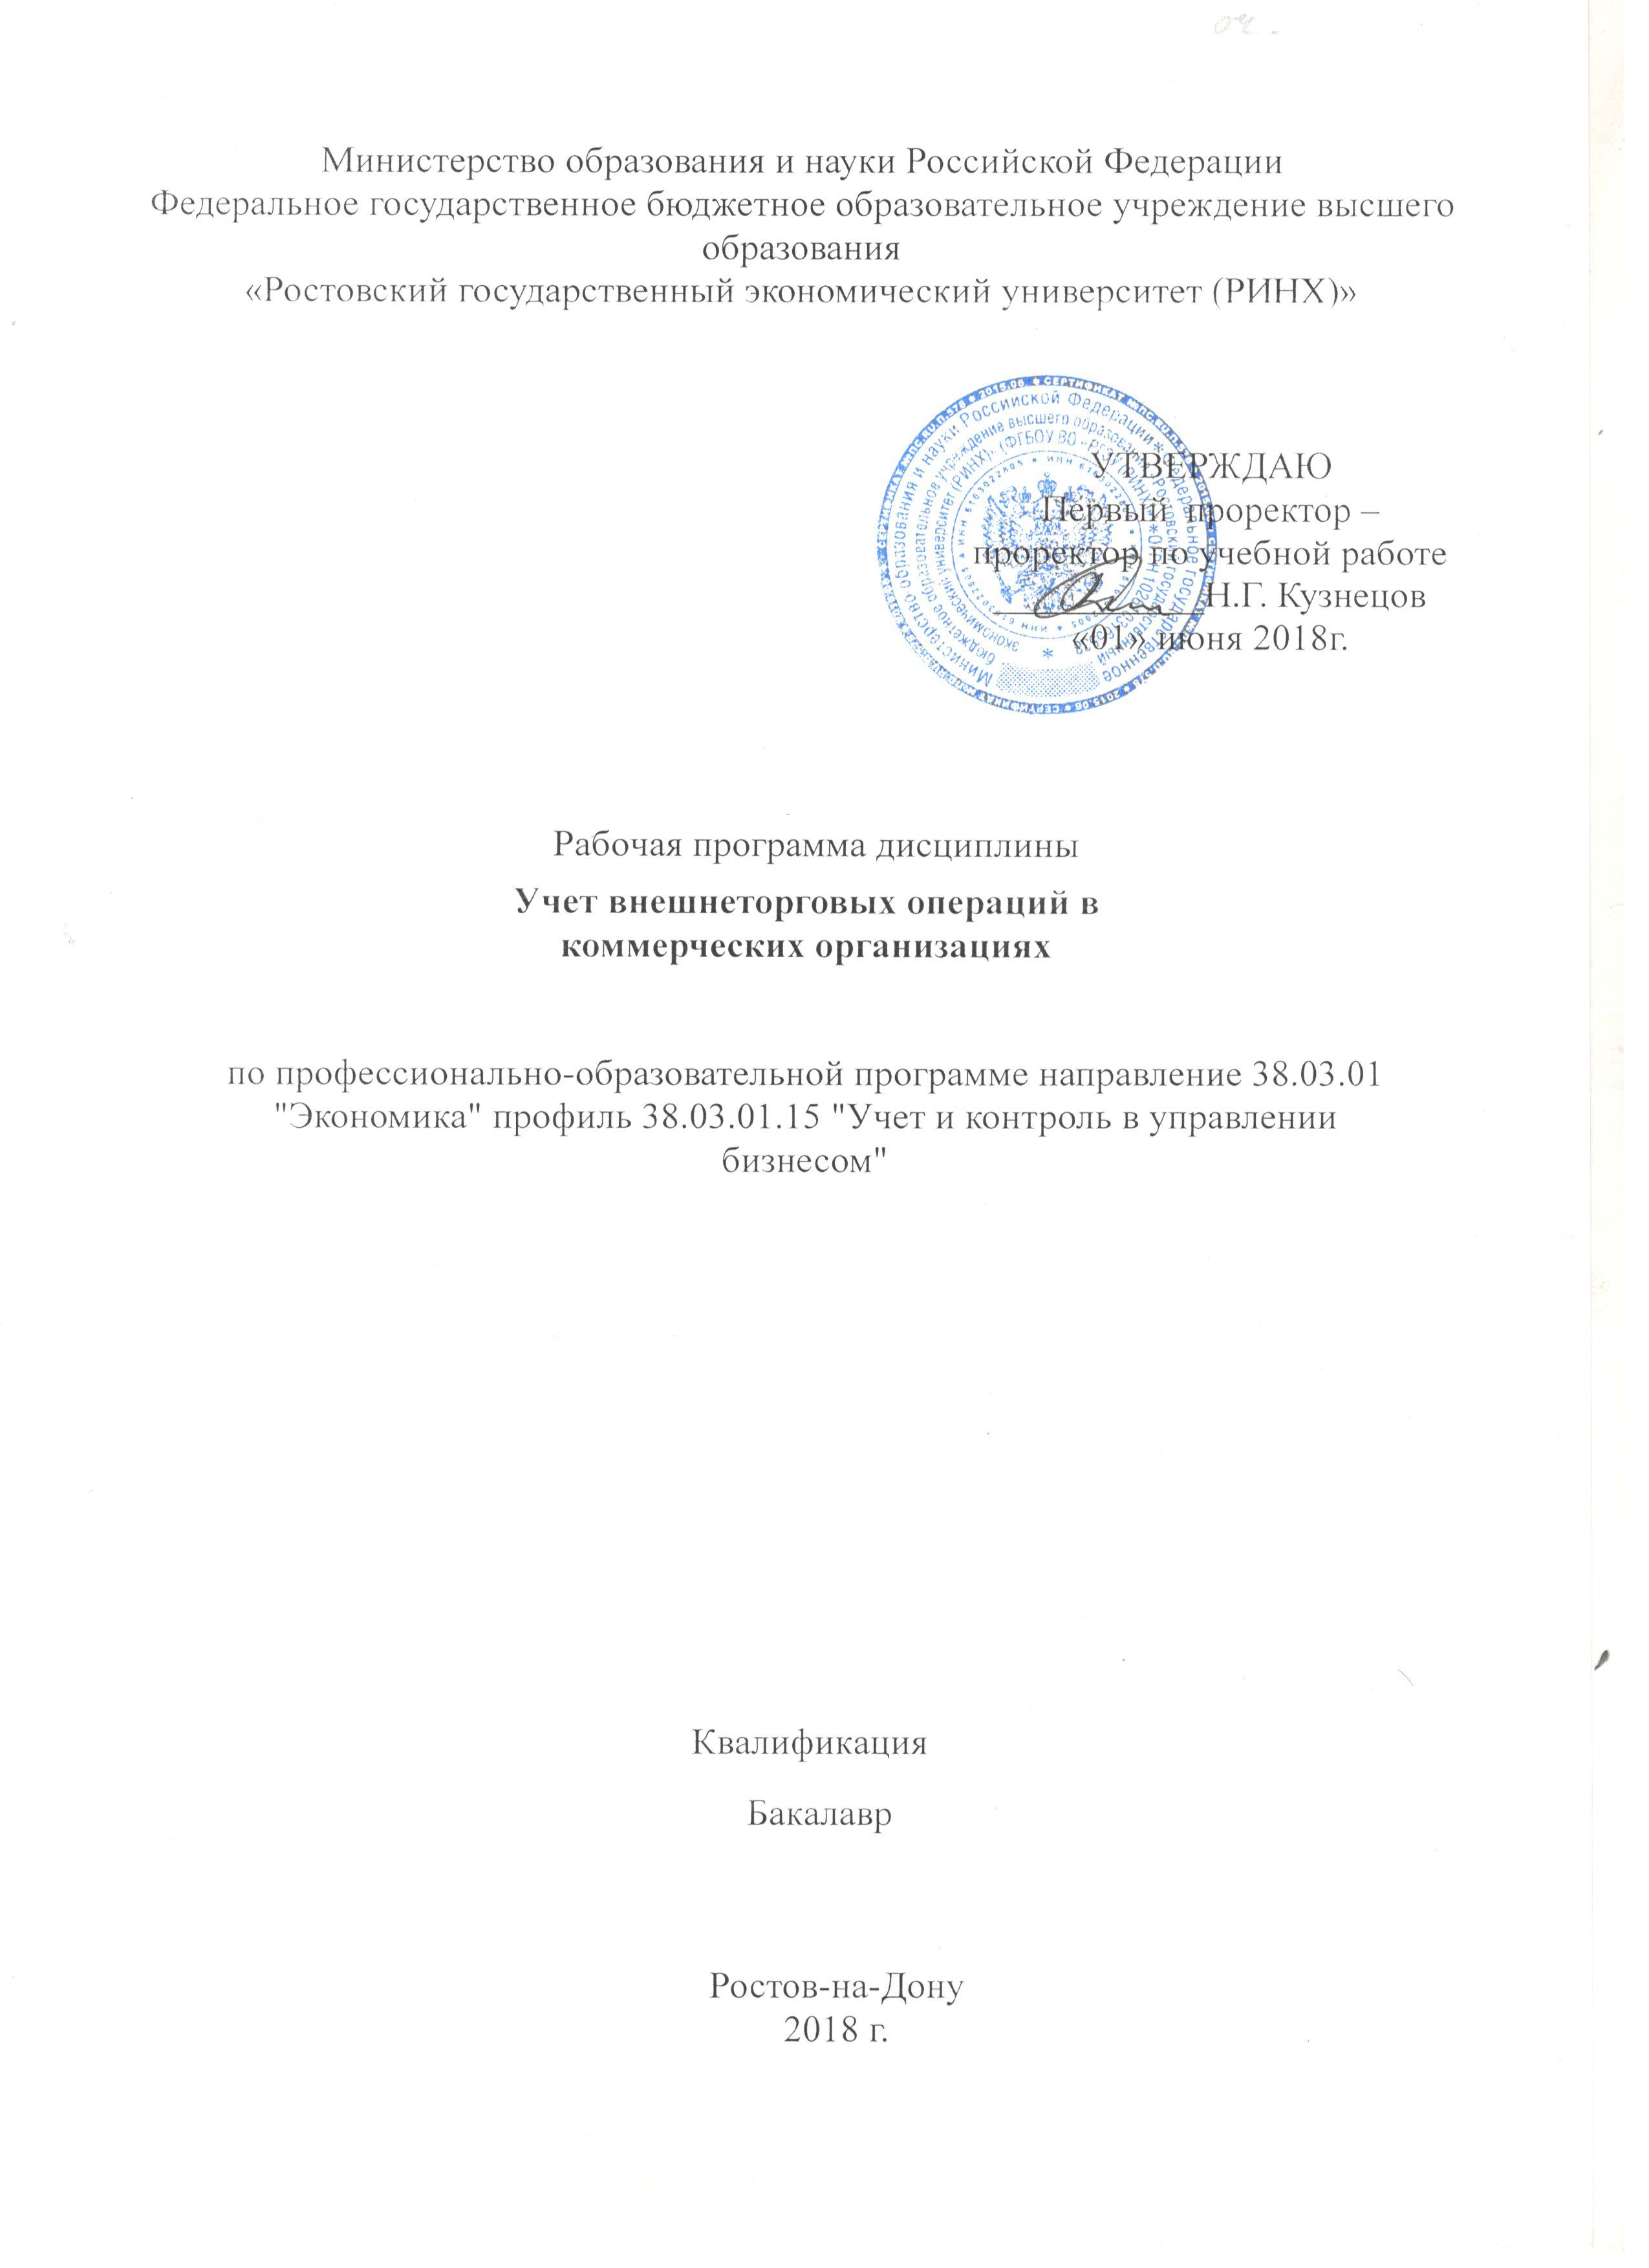 оч.
Министерство образования и науки Российской Федерации
Федеральное государственное бюджетное образовательное учреждение высшего
образования
«Ростовский государственный экономический университет (РИНХ)»
УТВЕРЖДАЮ
Первый проректор –
проректор по учебной работе
Н.Г. Кузнецов
«01» июня 2018г.
Рабочая программа дисциплины
Учет внешнеторговых операций в
коммерческих организациях
по профессионально-образовательной программе направление 38.03.01
"Экономика" профиль 38.03.01.15 "Учет и контроль в управлении
бизнесом"
Квалификация
Бакалавр
Ростов-на-Дону
2018 г.